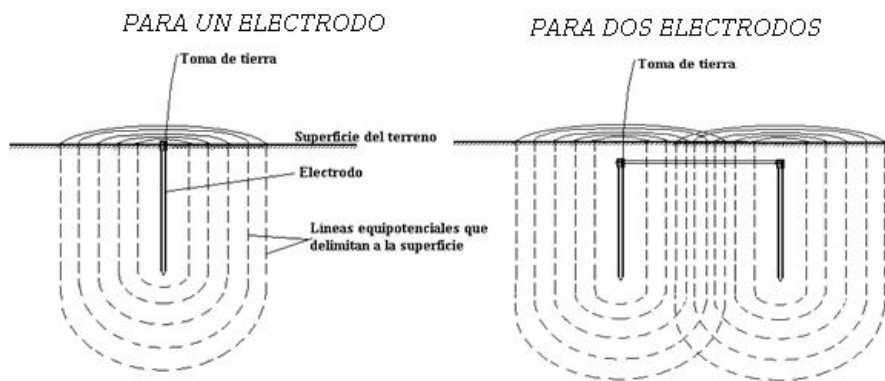 PARA UN ELECTRODO
Toma de tierra
Superficie del terreno
Electrodo
Líneas equipotenciales que
delimitan a la superficie
PARA DOS ELECTRODOS
Toma de tierra